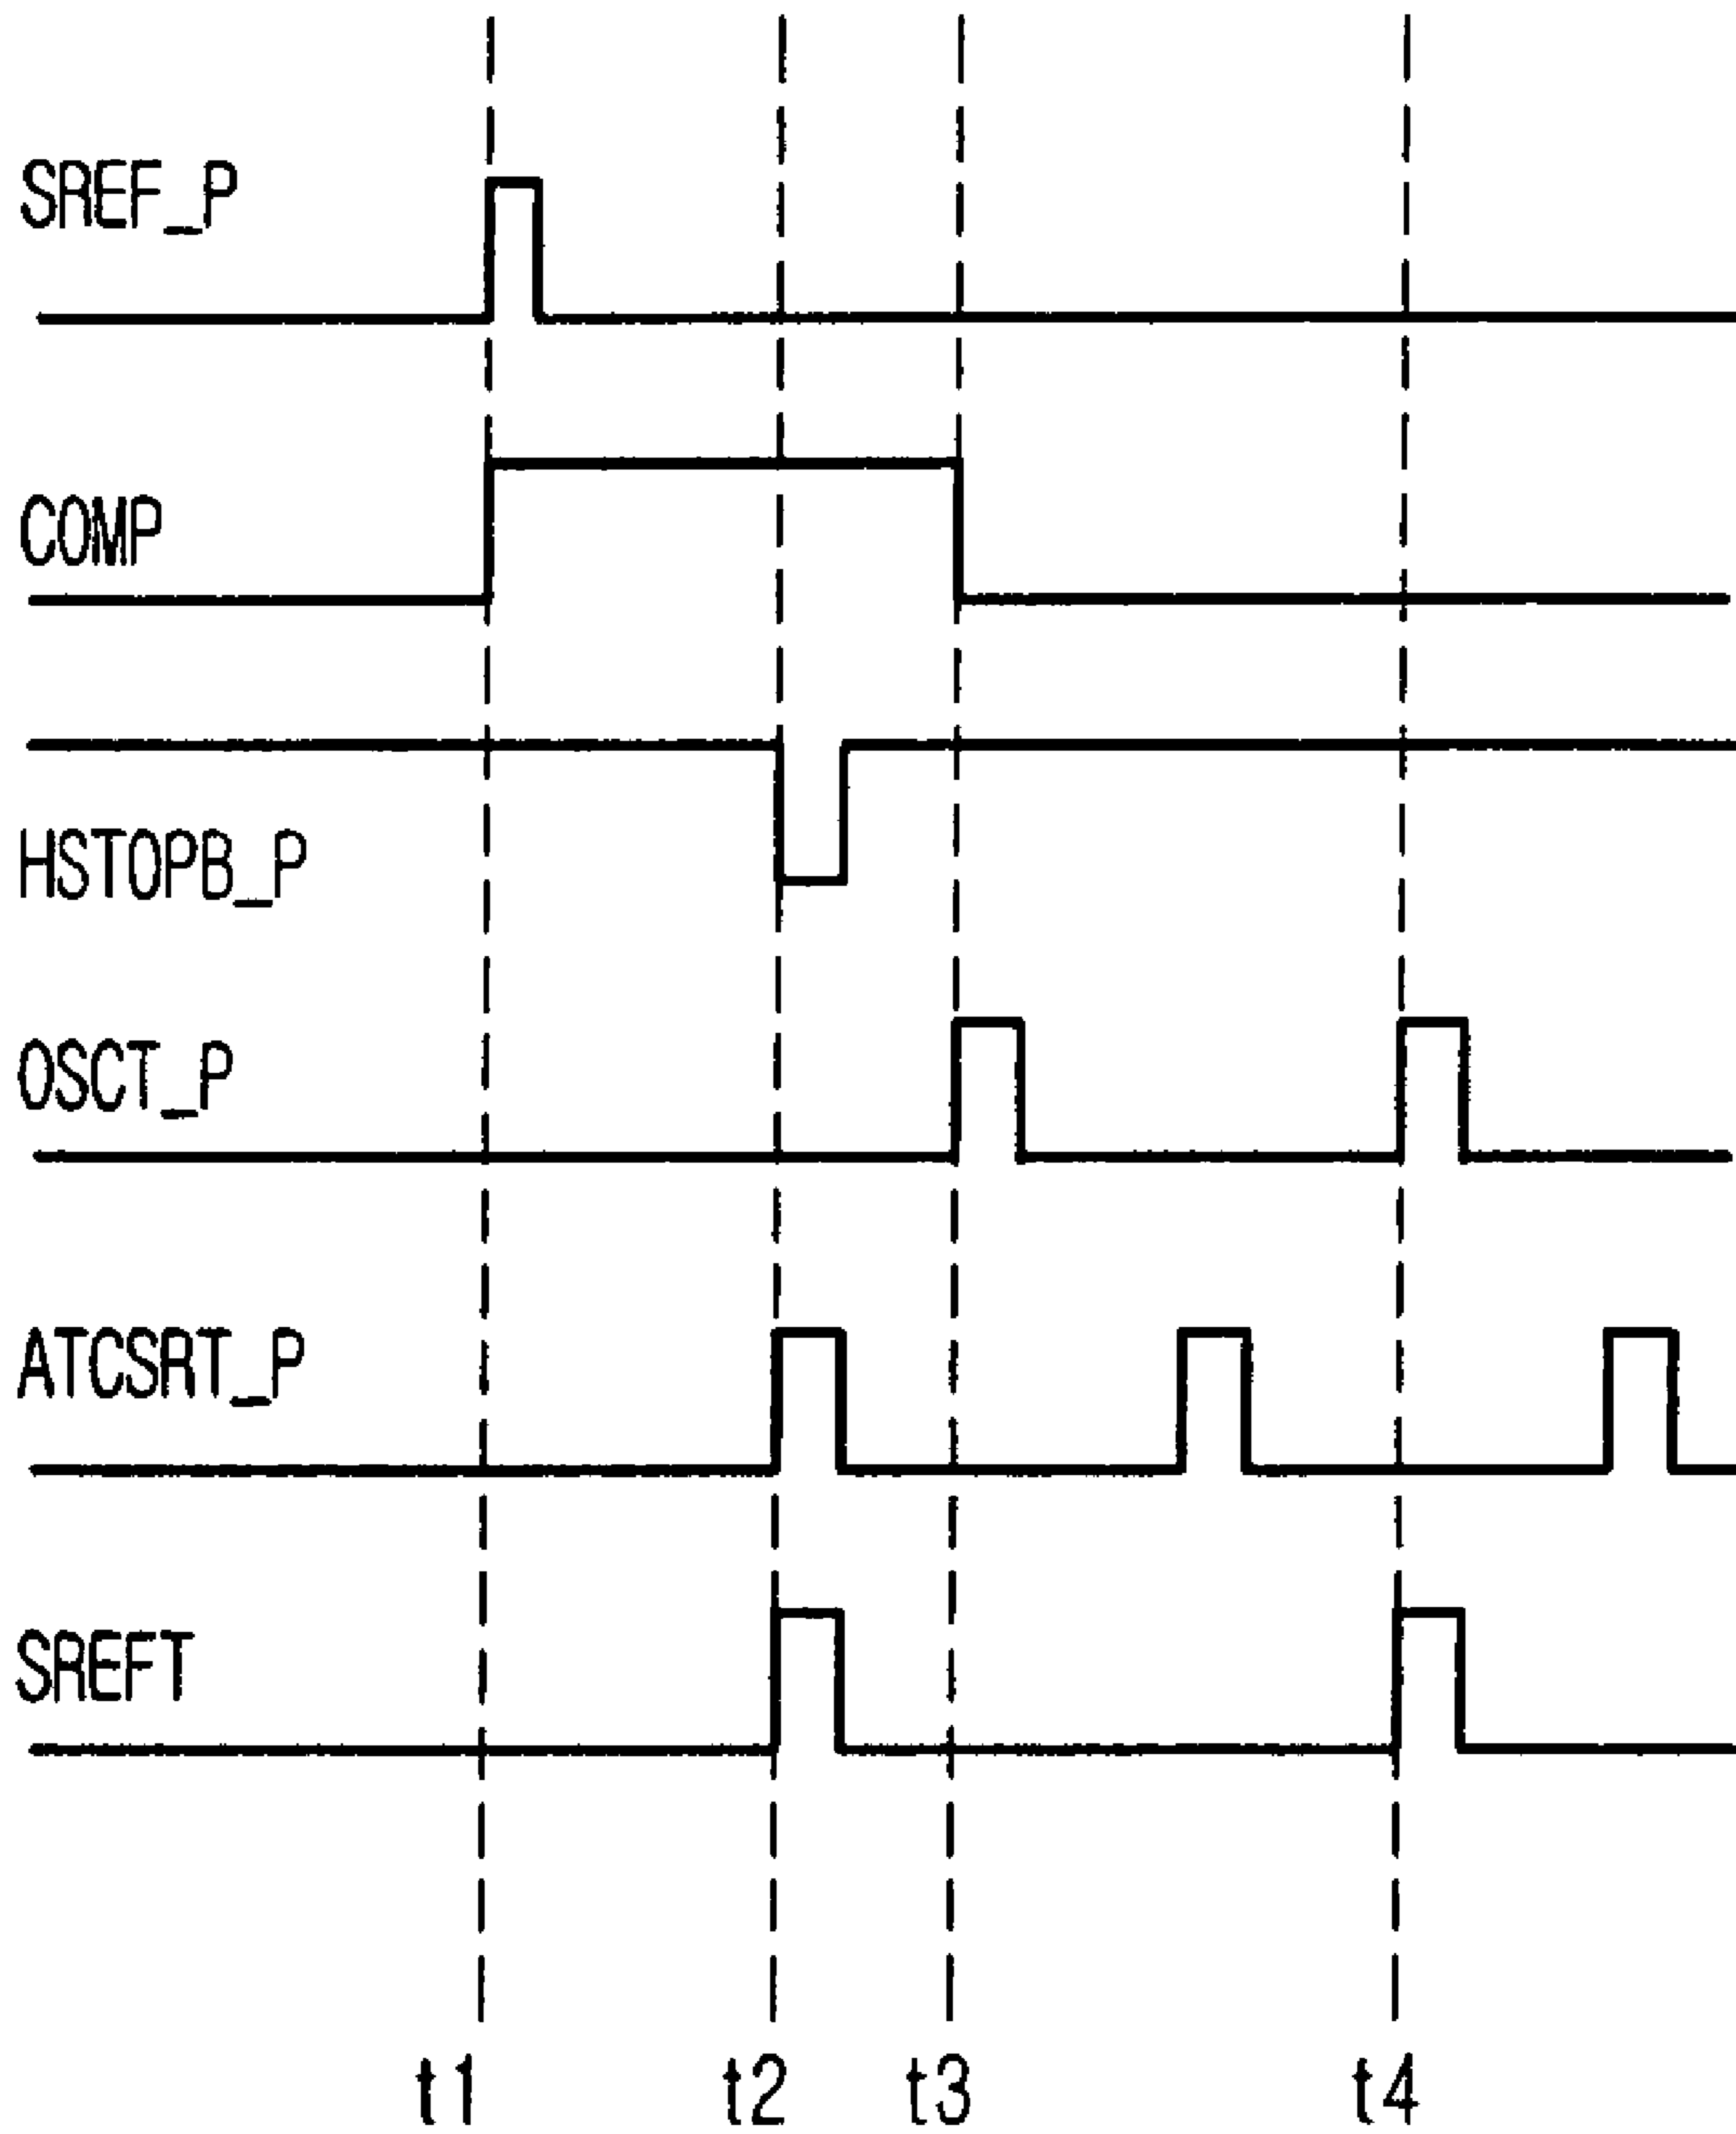 SREF_P
COMP
HSTOPB_P
OSCT_P
ATCSRT_P
SREFT
t1 t2 t3 t4